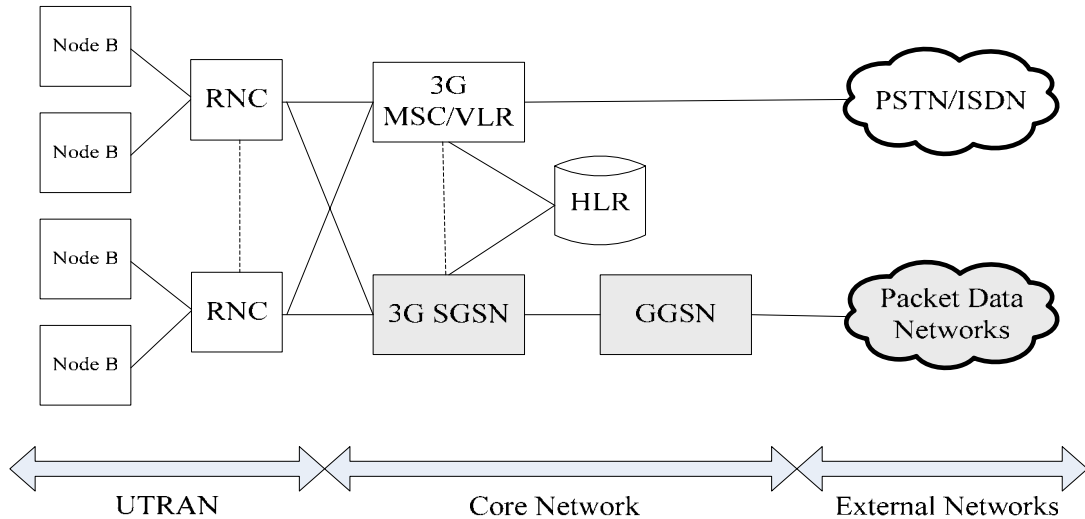 Node B
Node B
Node B
Node B
RNC
RNC
3G
MSC/VLR
HLR
3G SGSN
GGSN
PSTN/ISDN
Packet Data
Networks
UTRAN
Core Network
External Networks